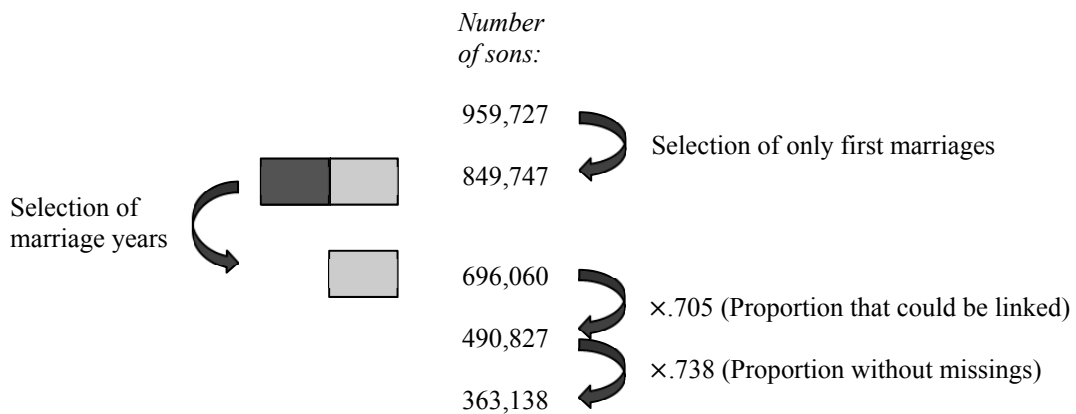 Number
of sons:
959,727
Selection of only first marriages
849,747
Selection of
marriage years
696,060
×.705 (Proportion that could be linked)
490,827
×.738 (Proportion without missings)
363,138